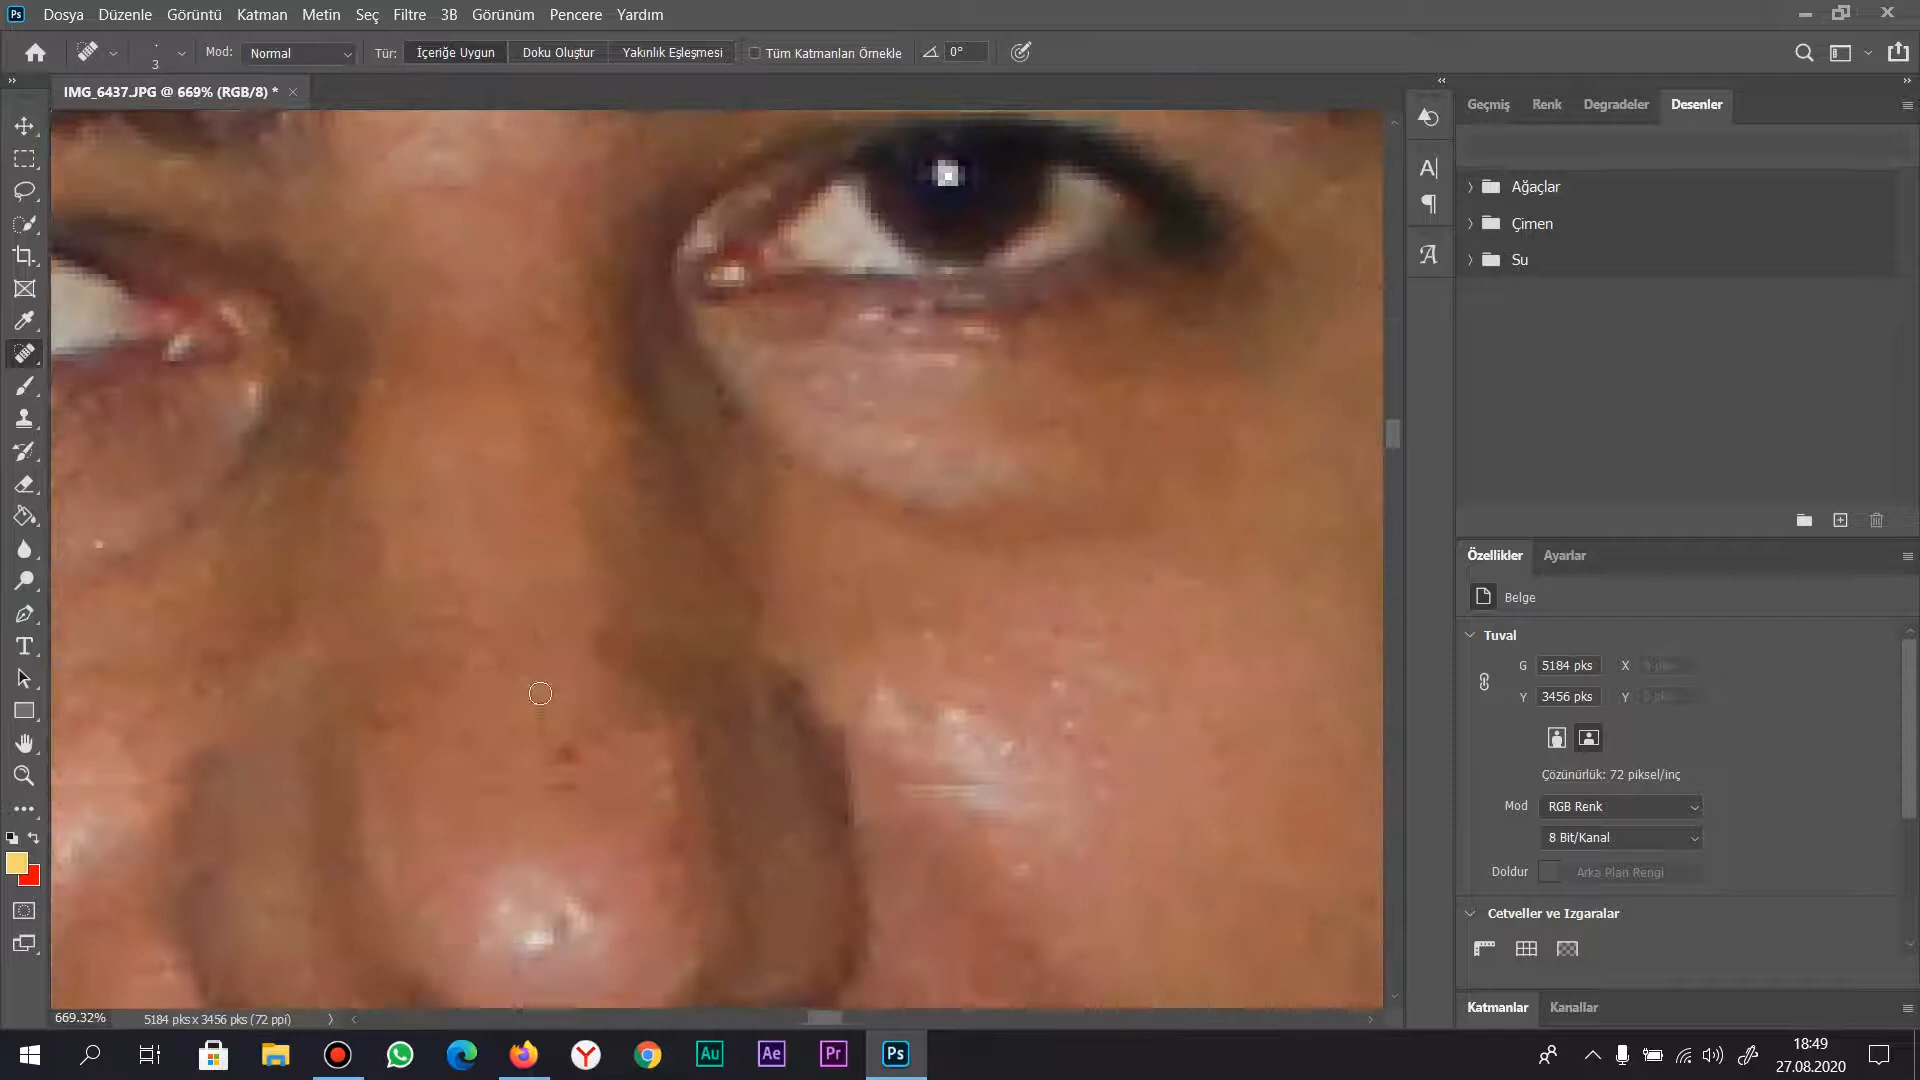 Ps Dosya Düzenle Görüntü Katman Metin Seç Filtre 3B Görünüm Pencere Yardım
3 Mod: Normal Tür: İçeriğe Uygun Doku Oluştur Yakınlık Eşleşmesi Tüm Katmanları Örnekle 0°
IMG_6437.JPG @ 669% (RGB/8) *
Geçmiş Renk Degradeler Desenler
Ağaçlar
Çimen
Su
Özellikler Ayarlar
Belge
Tuval
G 5184 pks X
Y 3456 pks Y
Çözünürlük: 72 piksel/inç
Mod RGB Renk
8 Bit/Kanal
Doldur Arka Plan Rengi
Cetveller ve Izgaralar
Katmanlar Kanallar
669.32% 5184 pks x 3456 pks (72 ppi)
Au Ae Pr Ps
18:49
27.08.2020